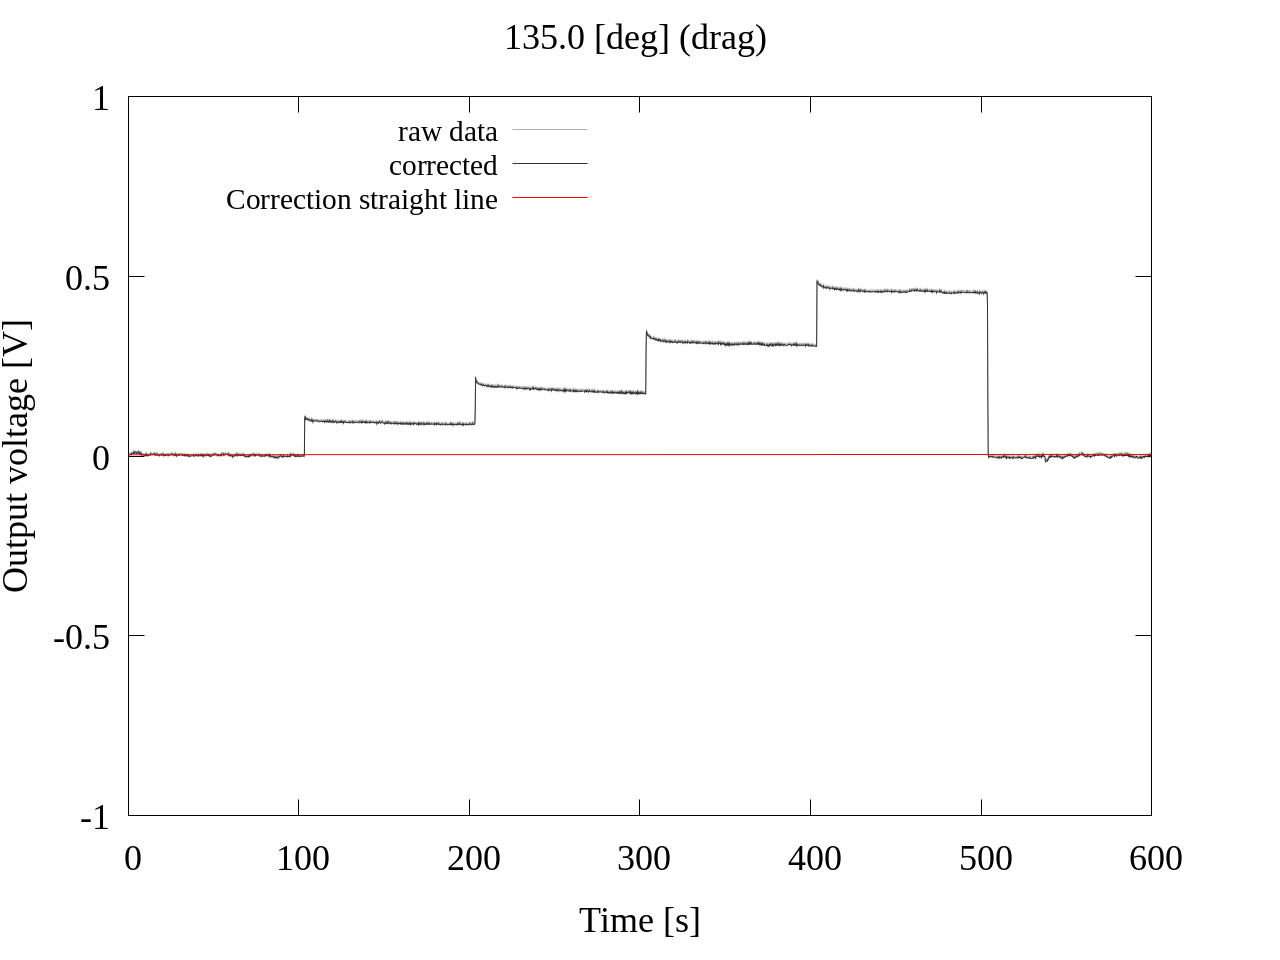 135.0 [deg] (drag)
1
raw data
corrected
Correction straight line
0.5
Output voltage [V]
0
-0.5
-1
0 100 200 300 400 500 600
Time [s]